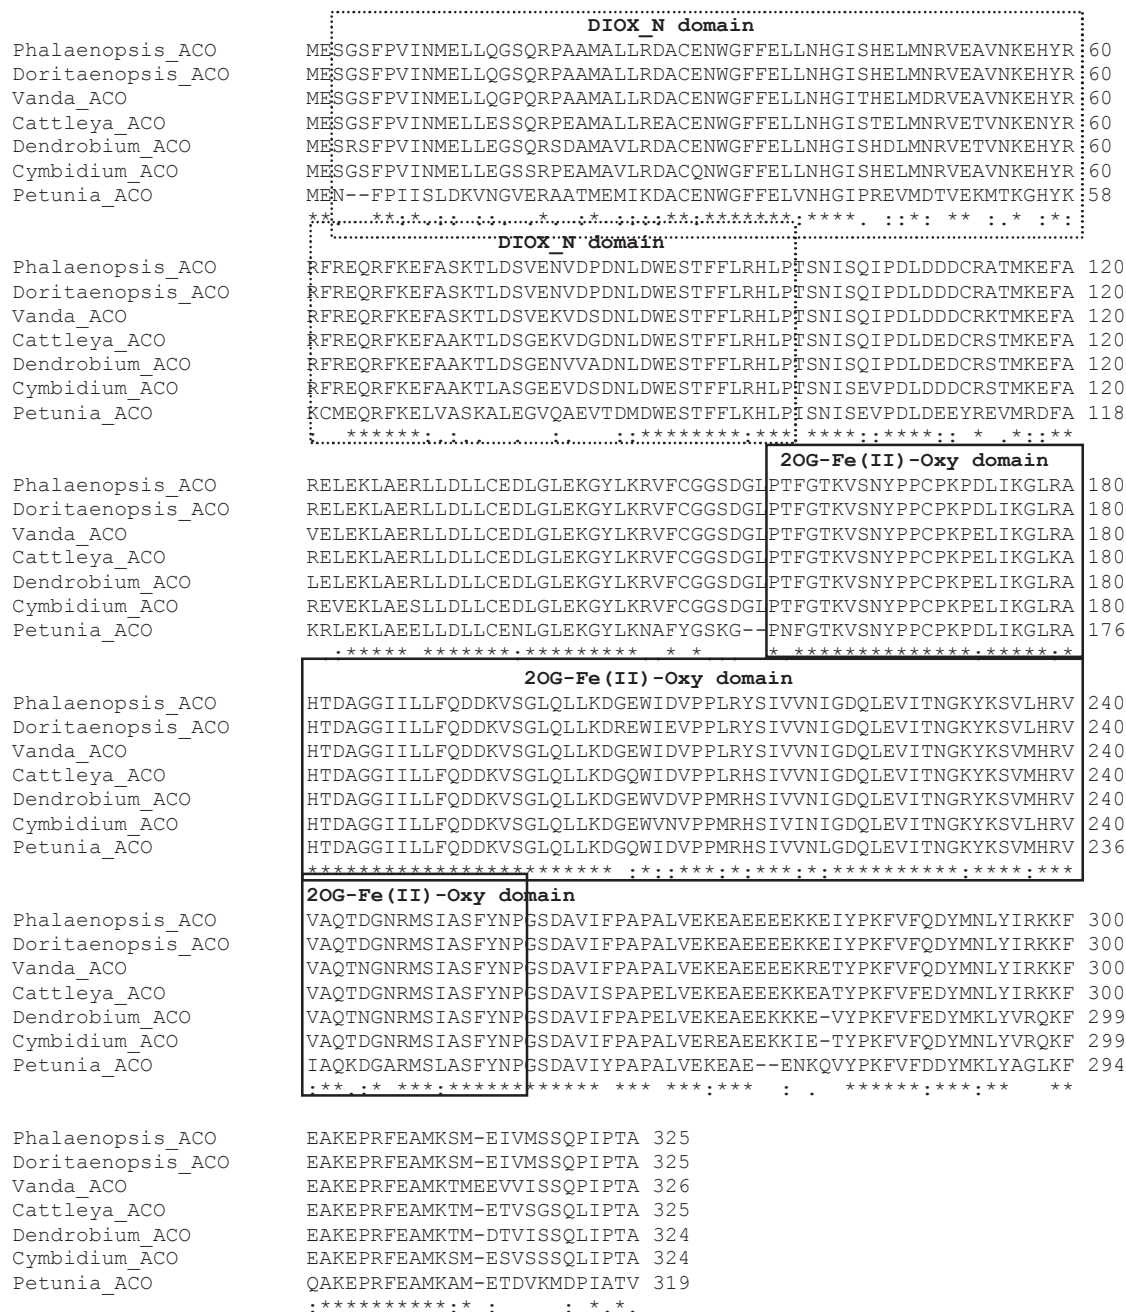 DIOX_N domain
Phalaenopsis_ACO MESGSFPVINMELLQGSQRPAAMALLRDACENWGFFELLNHGISHELMNRVEAVNKEHYR 60
Doritaenopsis_ACO MESGSFPVINMELLQGSQRPAAMALLRDACENWGFFELLNHGISHELMNRVEAVNKEHYR 60
Vanda_ACO MESGSFPVINMELLQGPQRPAAMALLRDACENWGFFELLNHGITHELMDRVEAVNKEHYR 60
Cattleya_ACO MESGSFPVINMELLESSQRPEAMALLREACENWGFFELLNHGISTELMNRVETVNKENYR 60
Dendrobium_ACO MESRSFPVINMELLEGSQRSDAMAVLRDACENWGFFELLNHGISHDLMNRVETVNKEHYR 60
Cymbidium_ACO MESGSFPVINMELLEGSSRPEAMAVLRDACQNWGFFELLNHGISTELMNRVEAVNKEHYR 60
Petunia_ACO MEN--FPIISLDKVNGVERAATMEMIKDACENWGFFELVNHGIPREVMDTVEKMTKGHYK 58
**. **:*.:: ::.. .*. :* ::::**:*******:****. ::*: ** :.* :*:
DIOX_N domain
Phalaenopsis_ACO RFREQRFKEFASKTLDSVENVDPDNLDWESTFFLRHLPTSNISQIPDLDDDCRATMKEFA 120
Doritaenopsis_ACO RFREQRFKEFASKTLDSVENVDPDNLDWESTFFLRHLPTSNISQIPDLDDDCRATMKEFA 120
Vanda_ACO RFREQRFKEFASKTLDSVEKVDSDNLDWESTFFLRHLPTSNISQIPDLDDDCRKTMKEFA 120
Cattleya_ACO RFREQRFKEFAAKTLDSGEKVDGDNLDWESTFFLRHLPTSNISQIPDLDEDCRSTMKEFA 120
Dendrobium_ACO RFREQRFKEFAAKTLDSGENVVADNLDWESTFFLRHLPTSNISQIPDLDEDCRSTMKEFA 120
Cymbidium_ACO RFREQRFKEFAAKTLASGEEVDSDNLDWESTFFLRHLPTSNISEVPDLDDDCRSTMKEFA 120
Petunia_ACO KCMEQRFKELVASKALEGVQAEVTDMDWESTFFLKHLPISNISEVPDLDEEYREVMRDFA 118
: ******:.:.. . :. ::********:*** ****::****:: * .*::**
2OG-Fe(II)-Oxy domain
Phalaenopsis_ACO RELEKLAERLLDLLCEDLGLEKGYLKRVFCGGSDGLPTFGTKVSNYPPCPKPDLIKGLRA 180
Doritaenopsis_ACO RELEKLAERLLDLLCEDLGLEKGYLKRVFCGGSDGLPTFGTKVSNYPPCPKPDLIKGLRA 180
Vanda_ACO VELEKLAERLLDLLCEDLGLEKGYLKRVFCGGSDGLPTFGTKVSNYPPCPKPELIKGLRA 180
Cattleya_ACO RELEKLAERLLDLLCEDLGLEKGYLKRVFCGGSDGLPTFGTKVSNYPPCPKPELIKGLKA 180
Dendrobium_ACO LELEKLAERLLDLLCEDLGLEKGYLKRVFCGGSDGLPTFGTKVSNYPPCPKPELIKGLRA 180
Cymbidium_ACO REVEKLAESLLDLLCEDLGLEKGYLKRVFCGGSDGLPTFGTKVSNYPPCPKPELIKGLRA 180
Petunia_ACO KRLEKLAEELLDLLCENLGLEKGYLKNAFYGSKG--PNFGTKVSNYPPCPKPDLIKGLRA 176
.:***** *******:*********. * *. *.**************:*****:*
2OG-Fe(II)-Oxy domain
Phalaenopsis_ACO HTDAGGIILLFQDDKVSGLQLLKDGEWIDVPPLRYSIVVNIGDQLEVITNGKYKSVLHRV 240
Doritaenopsis_ACO HTDAGGIILLFQDDKVSGLQLLKDREWIEVPPLRYSIVVNIGDQLEVITNGKYKSVLHRV 240
Vanda_ACO HTDAGGIILLFQDDKVSGLQLLKDGEWIDVPPLRYSIVVNIGDQLEVITNGKYKSVMHRV 240
Cattleya_ACO HTDAGGIILLFQDDKVSGLQLLKDGQWIDVPPLRHSIVVNIGDQLEVITNGKYKSVMHRV 240
Dendrobium_ACO HTDAGGIILLFQDDKVSGLQLLKDGEWVDVPPMRHSIVVNIGDQLEVITNGRYKSVMHRV 240
Cymbidium_ACO HTDAGGIILLFQDDKVSGLQLLKDGEWVNVPPMRHSIVINIGDQLEVITNGKYKSVLHRV 240
Petunia_ACO HTDAGGIILLFQDDKVSGLQLLKDGQWIDVPPMRHSIVVNLGDQLEVITNGKYKSVMHRV 236
************************ :*::***:*:***:*:**********:****:***
2OG-Fe(II)-Oxy domain
Phalaenopsis_ACO VAQTDGNRMSIASFYNPGSDAVIFPAPALVEKEAEEEEKKEIYPKFVFQDYMNLYIRKKF 300
Doritaenopsis_ACO VAQTDGNRMSIASFYNPGSDAVIFPAPALVEKEAEEEEKKEIYPKFVFQDYMNLYIRKKF 300
Vanda_ACO VAQTNGNRMSIASFYNPGSDAVIFPAPALVEKEAEEEEKRETYPKFVFQDYMNLYIRKKF 300
Cattleya_ACO VAQTDGNRMSIASFYNPGSDAVISPAPELVEKEAEEEKKEATYPKFVFEDYMNLYIRKKF 300
Dendrobium_ACO VAQTNGNRMSIASFYNPGSDAVIFPAPELVEKEAEEKKKE-VYPKFVFEDYMKLYVRQKF 299
Cymbidium_ACO VAQTDGNRMSIASFYNPGSDAVIFPAPALVEREAEEKKIE-TYPKFVFQDYMNLYVRQKF 299
Petunia_ACO IAQKDGARMSLASFYNPGSDAVIYPAPALVEKEAE--ENKQVYPKFVFDDYMKLYAGLKF 294
:**.:* ***:************ *** ***:*** : . ******:***:** **

Phalaenopsis_ACO EAKEPRFEAMKSM-EIVMSSQPIPTA 325
Doritaenopsis_ACO EAKEPRFEAMKSM-EIVMSSQPIPTA 325
Vanda_ACO EAKEPRFEAMKTMEEVVISSQPIPTA 326
Cattleya_ACO EAKEPRFEAMKTM-ETVSGSQLIPTA 325
Dendrobium_ACO EAKEPRFEAMKTM-DTVISSQLIPTA 324
Cymbidium_ACO EAKEPRFEAMKSM-ESVSSSQLIPTA 324
Petunia_ACO QAKEPRFEAMKAM-ETDVKMDPIATV 319
:**********:* : : *.*.